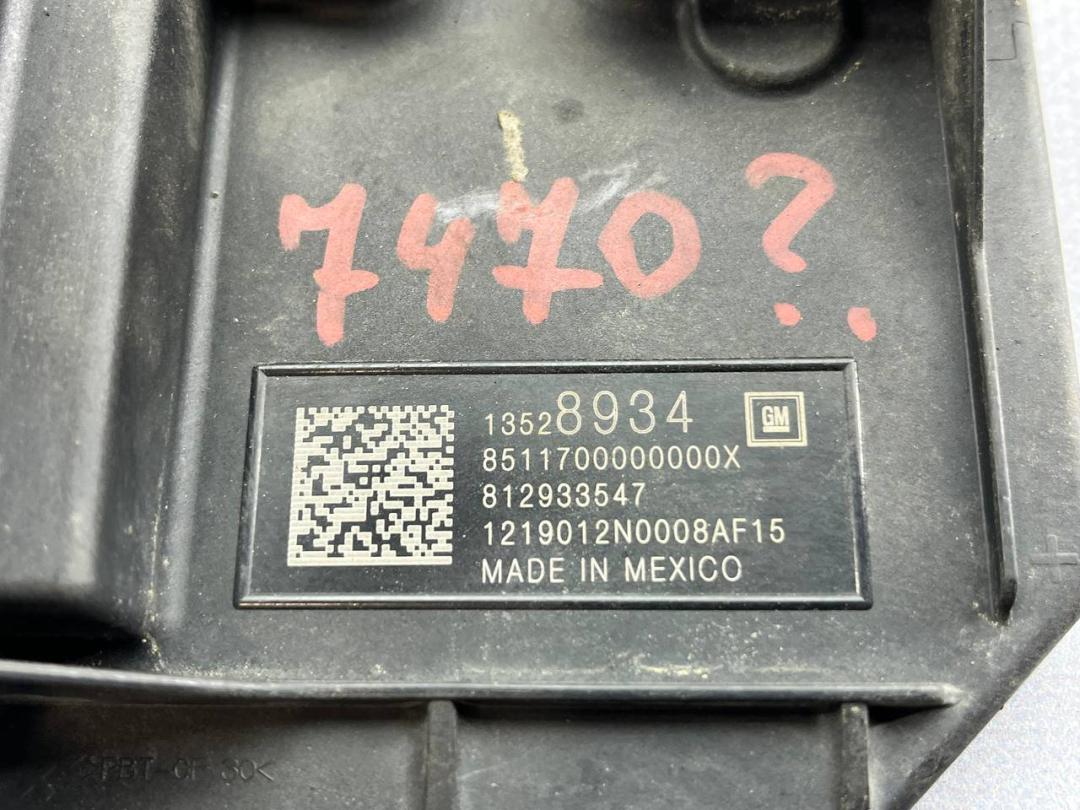 7470?.
13528934
GM
8511700000000X
812933547
1219012N0008AF15
MADE IN MEXICO